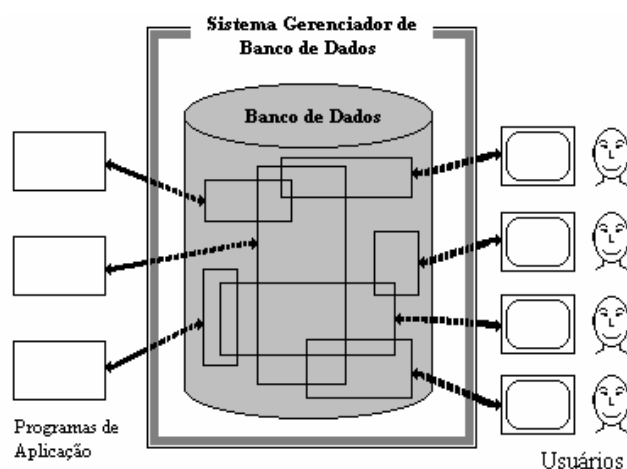 Sistema Gerenciador de
Banco de Dados
Banco de Dados
Programas de
Aplicação
Usuários